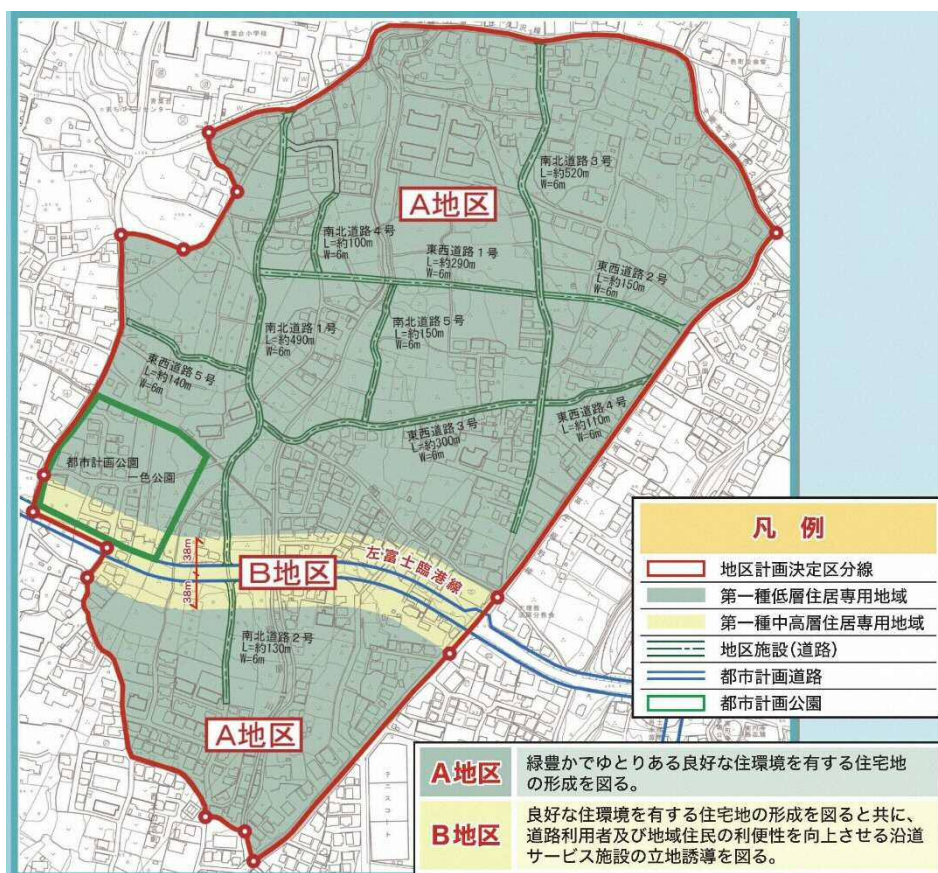 青葉台小学校
A地区
南北道路3号
L=約520m
W=6m
南北道路4号
L=約100m
W=6m
東西道路1号
L=約290m
W=6m
東西道路2号
L=約150m
W=6m
南北道路1号
L=約490m
W=6m
南北道路5号
L=約150m
W=6m
東西道路5号
L=約140m
W=6m
東西道路3号
L=約300m
W=6m
東西道路4号
L=約110m
W=6m
都市計画公園
一色公園
38m
38m
B地区
左富士臨港線
南北道路2号
L=約130m
W=6m
A地区
テニスコート
凡 例
地区計画決定区分線
第一種低層住居専用地域
第一種中高層住居専用地域
地区施設(道路)
都市計画道路
都市計画公園
A地区
緑豊かでゆとりある良好な住環境を有する住宅地
の形成を図る。
B地区
良好な住環境を有する住宅地の形成を図ると共に、
道路利用者及び地域住民の利便性を向上させる沿道
サービス施設の立地誘導を図る。